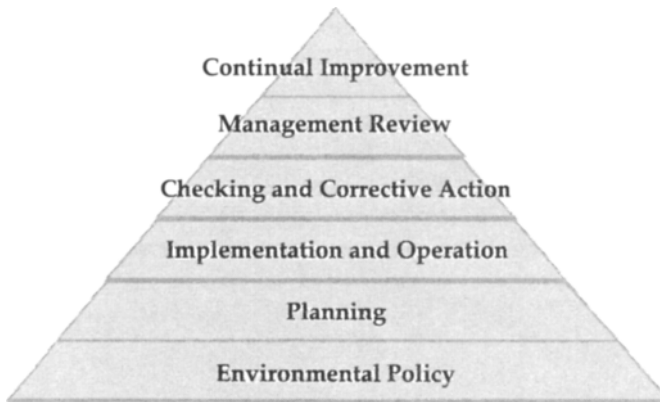 Continual Improvement
Management Review
Checking and Corrective Action
Implementation and Operation
Planning
Environmental Policy